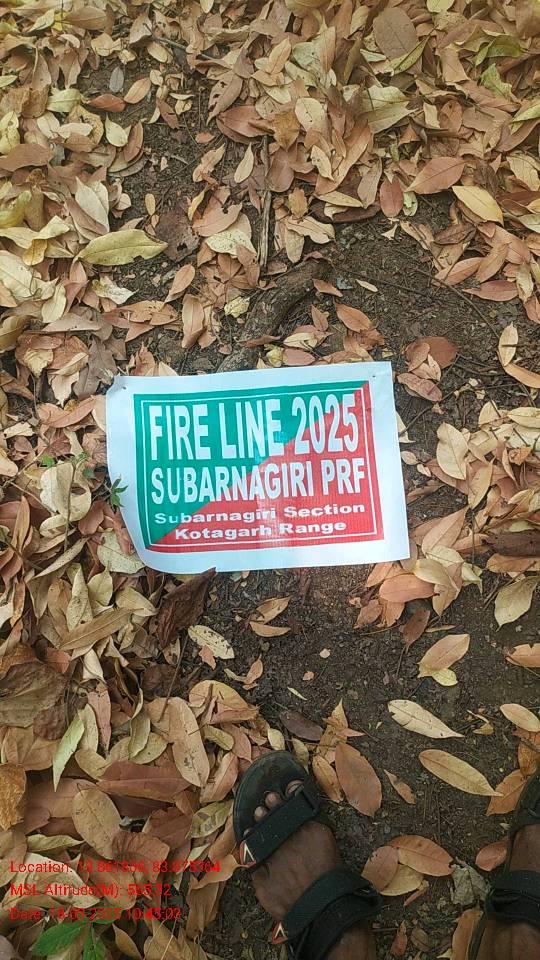 FIRE LINE 2025
SUBARNAGIRI PRF
Subarnagiri Section
Kotagarh Range
Location:
MSL Altitude(M):
Date: